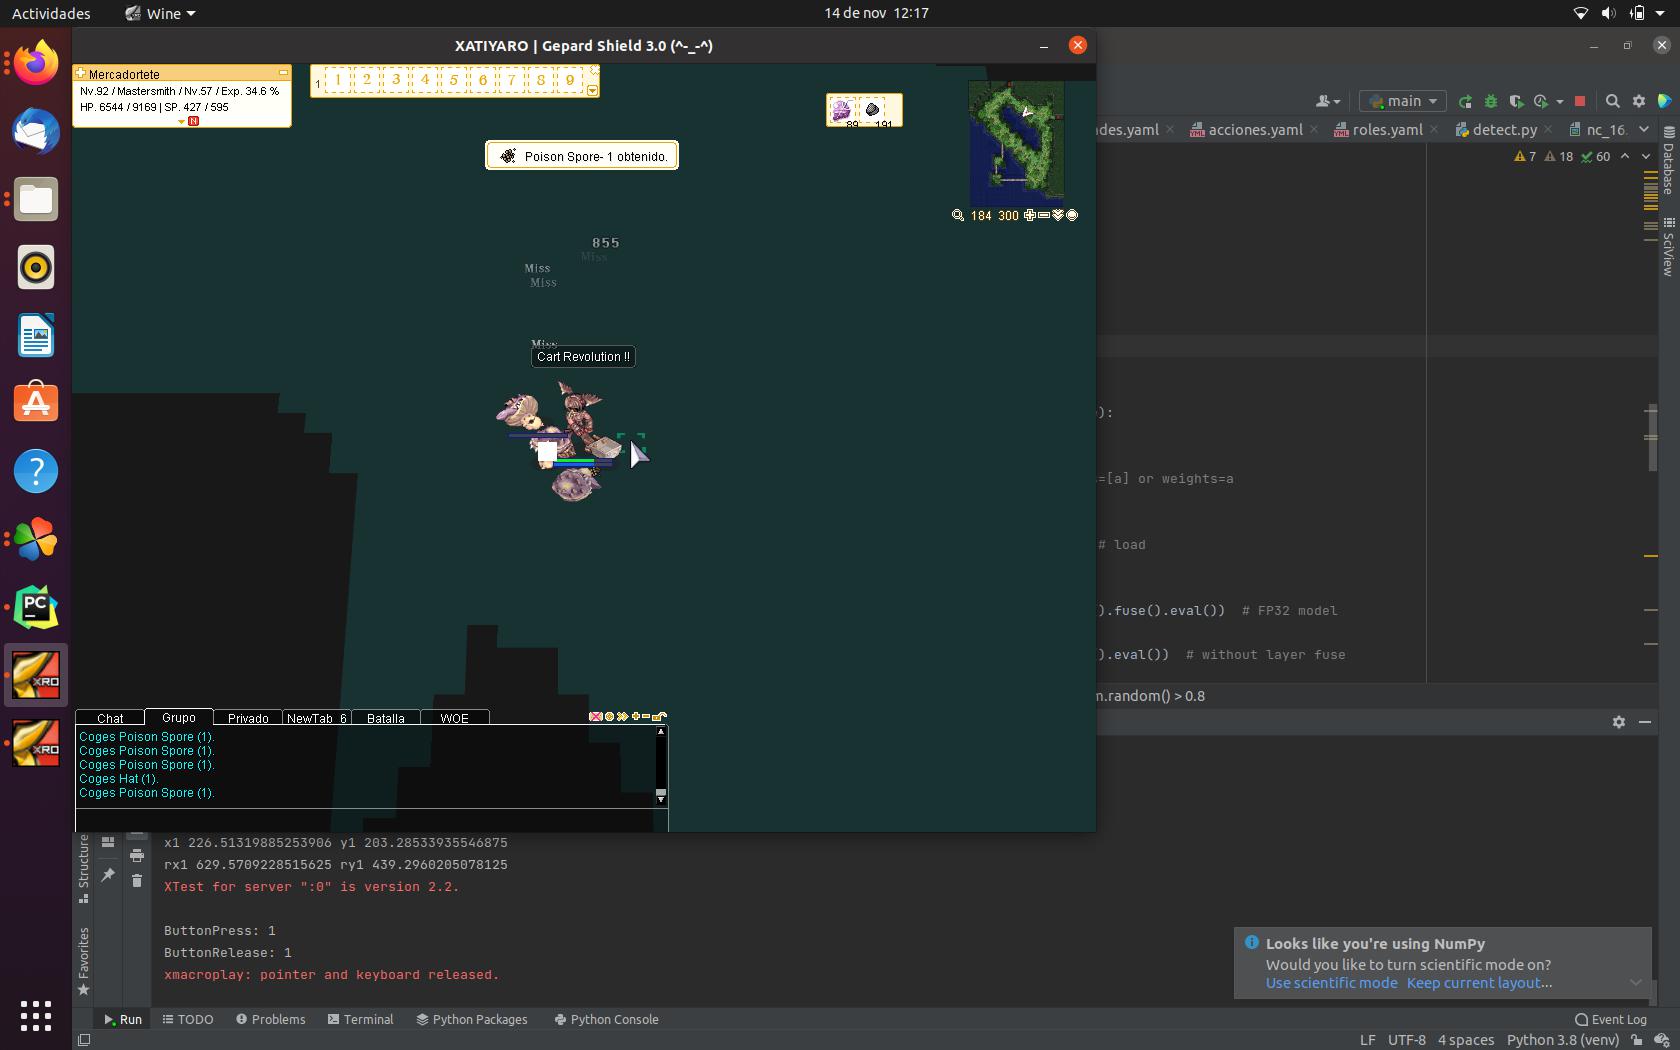 Actividades
Wine
14 de nov 12:17
XATIYARO | Gepard Shield 3.0 (^-_-^)
Mercadortete
Nv.92 / Mastersmith / Nv.57 / Exp. 34.6 %
HP. 6544 / 9169 | SP. 427 / 595
N
1
1 2 3 4 5 6 7 8 9
89 191
Poison Spore- 1 obtenido.
184 300
855
Miss
Miss
Miss
Miss
Cart Revolution !!
Chat
Grupo
Privado
NewTab_6
Batalla
WOE
Coges Poison Spore (1).
Coges Poison Spore (1).
Coges Poison Spore (1).
Coges Hat (1).
Coges Poison Spore (1).
main
des.yaml
acciones.yaml
roles.yaml
detect.py
nc_16.
7 18 60
Database
SciView
):
=[a] or weights=a
# load
).fuse().eval()) # FP32 model
).eval()) # without layer fuse
m.random() > 0.8
PC
XRO
XRO
Structure
Favorites
x1 226.51319885253906 y1 203.28533935546875
rx1 629.5709228515625 ry1 439.2960205078125
XTest for server ":0" is version 2.2.
ButtonPress: 1
ButtonRelease: 1
xmacroplay: pointer and keyboard released.
Looks like you're using NumPy
Would you like to turn scientific mode on?
Use scientific mode Keep current layout...
Run
TODO
Problems
Terminal
Python Packages
Python Console
Event Log
LF UTF-8 4 spaces Python 3.8 (venv)